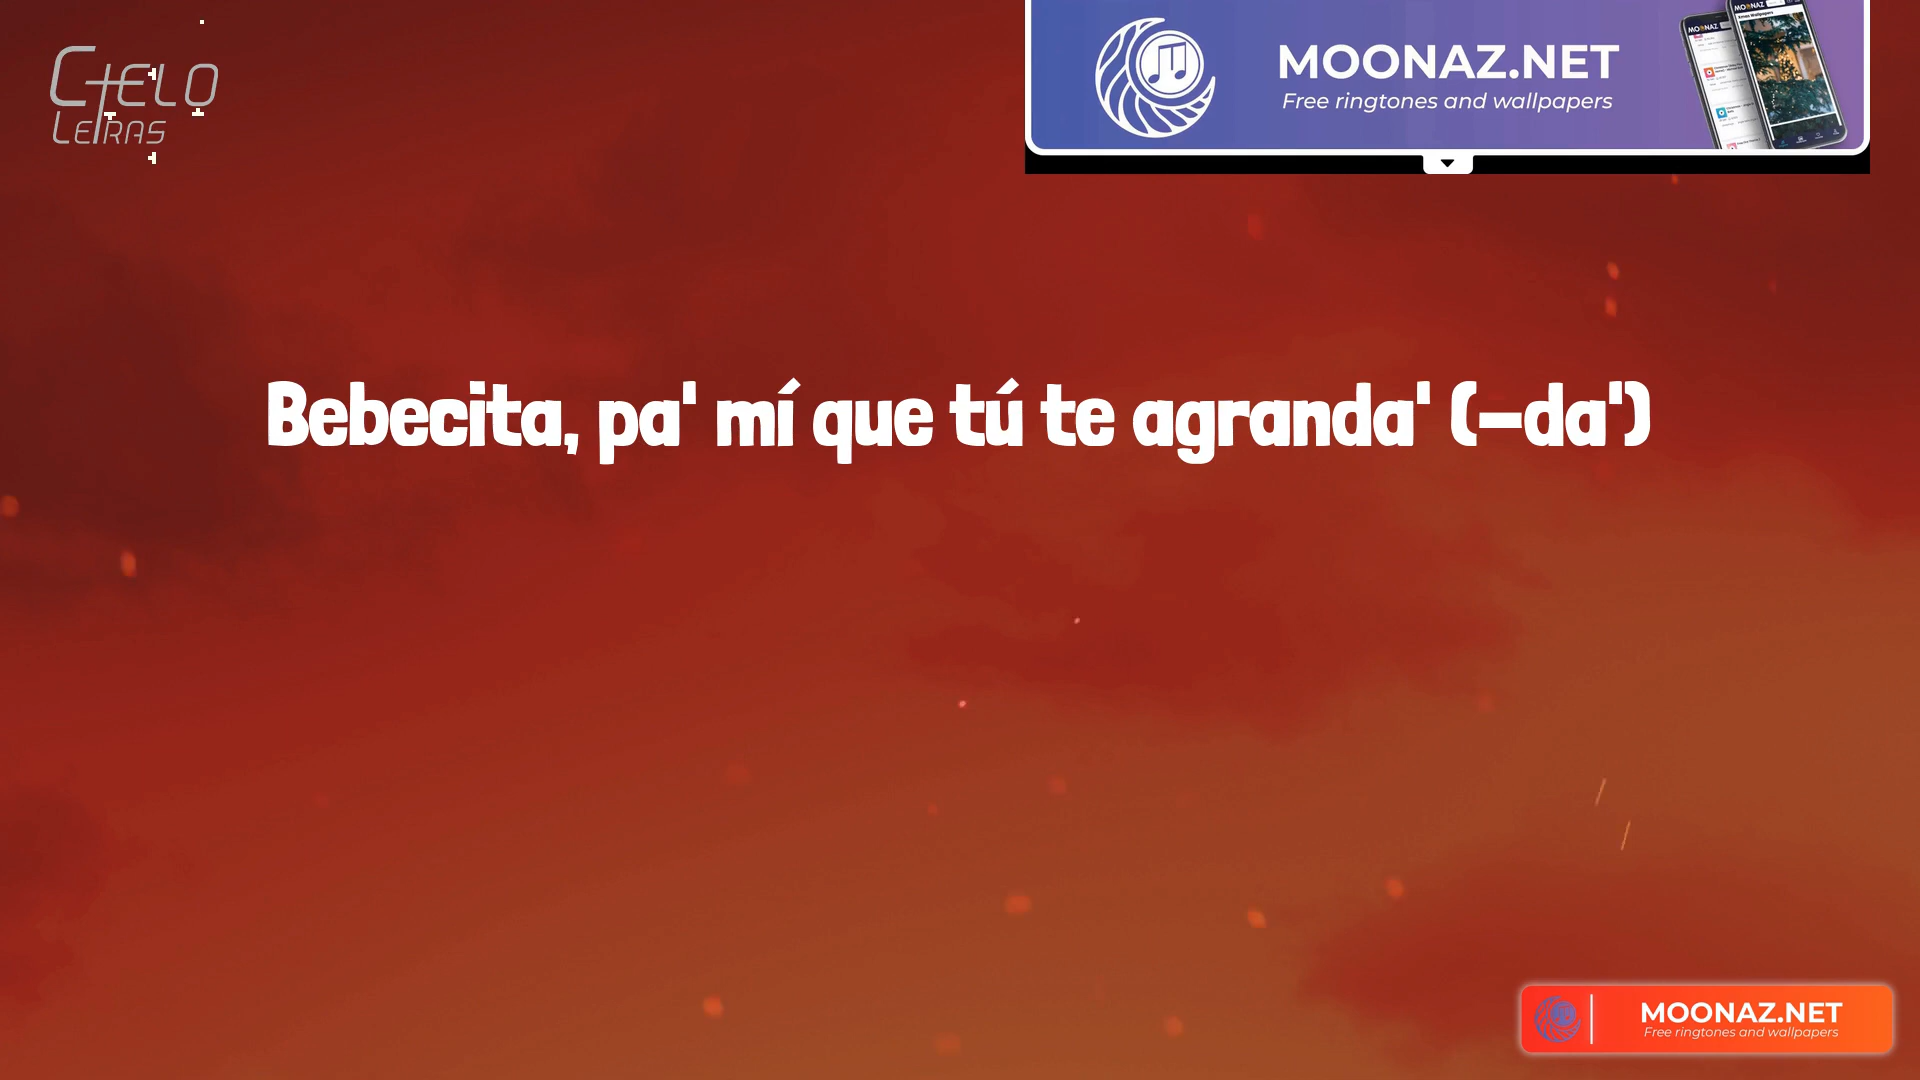 CIELO
LETRAS
MOONAZ.NET
Free ringtones and wallpapers
Bebecita, pa' mí que tú te agranda' (-da')
MOONAZ.NET
Free ringtones and wallpapers